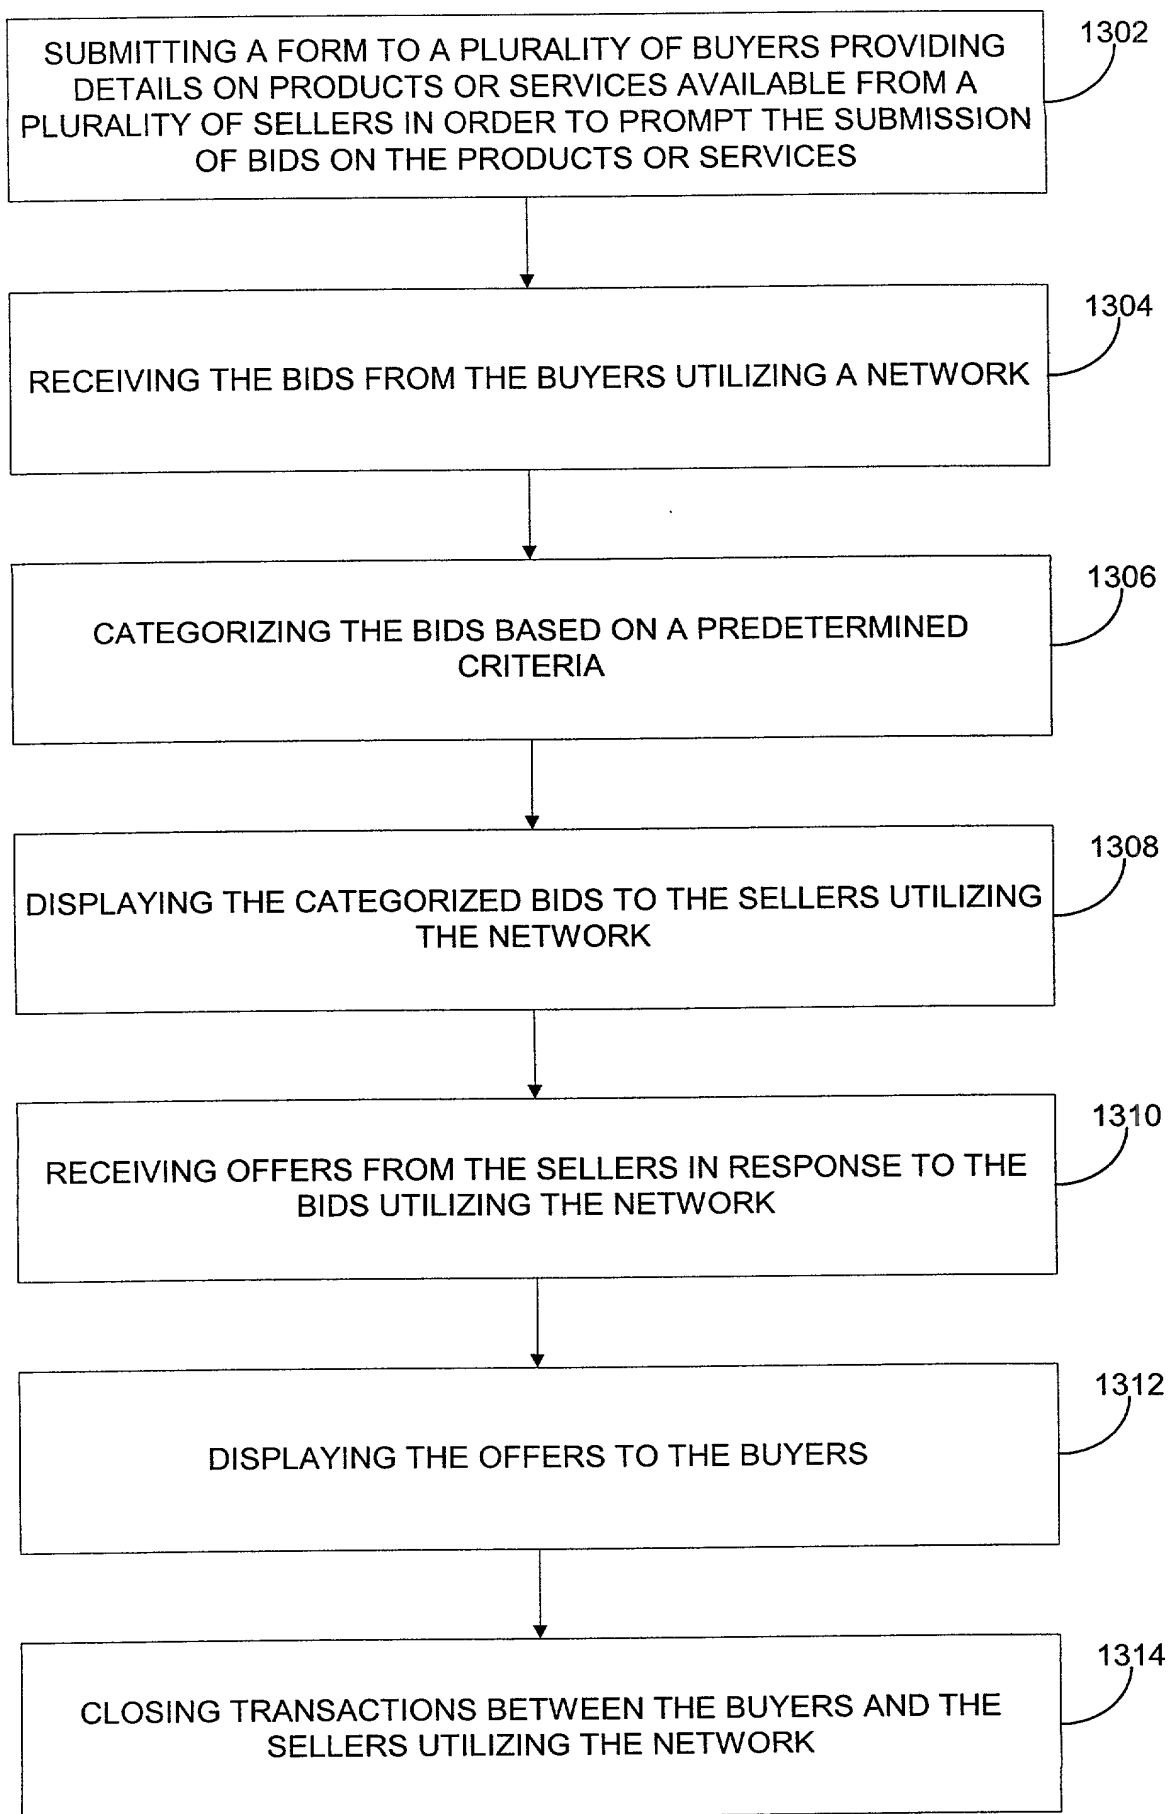 1302
SUBMITTING A FORM TO A PLURALITY OF BUYERS PROVIDING
DETAILS ON PRODUCTS OR SERVICES AVAILABLE FROM A
PLURALITY OF SELLERS IN ORDER TO PROMPT THE SUBMISSION
OF BIDS ON THE PRODUCTS OR SERVICES
1304
RECEIVING THE BIDS FROM THE BUYERS UTILIZING A NETWORK
1306
CATEGORIZING THE BIDS BASED ON A PREDETERMINED
CRITERIA
1308
DISPLAYING THE CATEGORIZED BIDS TO THE SELLERS UTILIZING
THE NETWORK
1310
RECEIVING OFFERS FROM THE SELLERS IN RESPONSE TO THE
BIDS UTILIZING THE NETWORK
1312
DISPLAYING THE OFFERS TO THE BUYERS
1314
CLOSING TRANSACTIONS BETWEEN THE BUYERS AND THE
SELLERS UTILIZING THE NETWORK